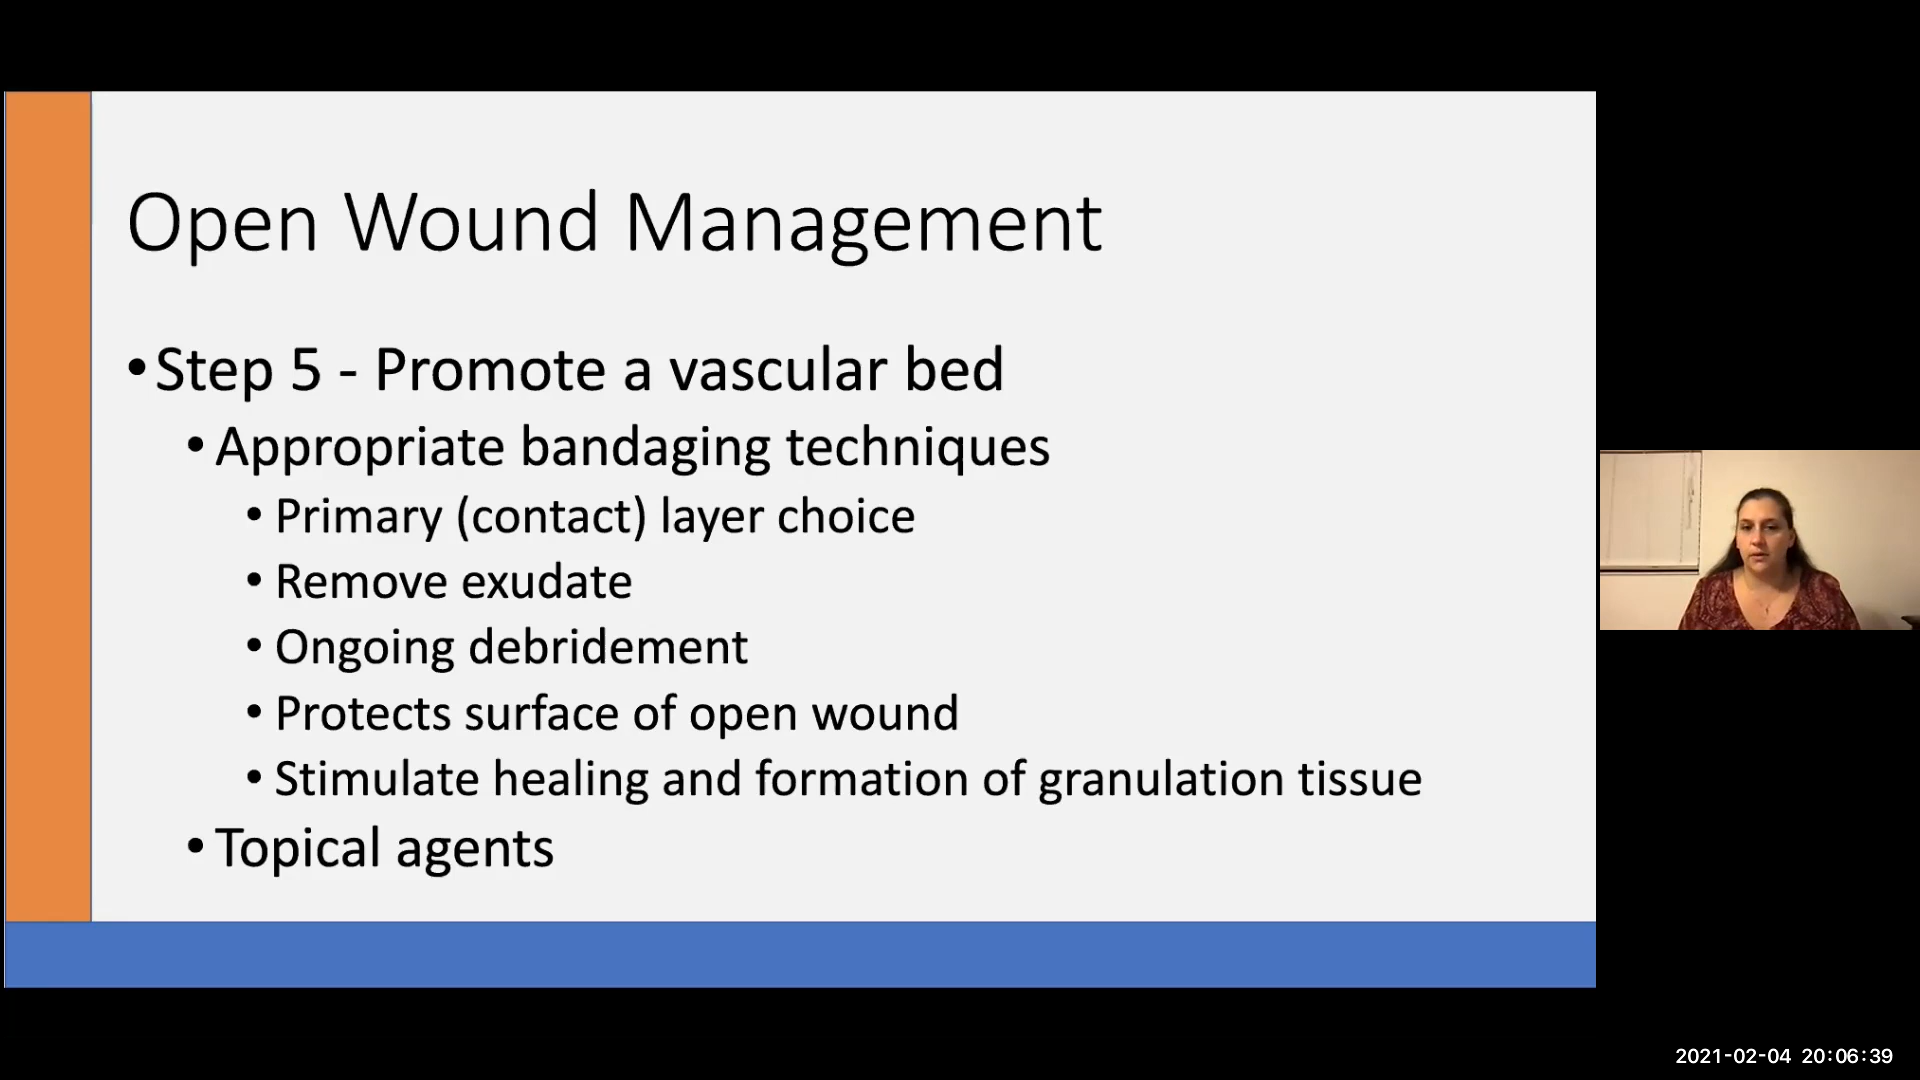 Open Wound Management
• Step 5 - Promote a vascular bed
• Appropriate bandaging techniques
• Primary (contact) layer choice
• Remove exudate
• Ongoing debridement
• Protects surface of open wound
• Stimulate healing and formation of granulation tissue
• Topical agents
2021-02-04 20:06:39